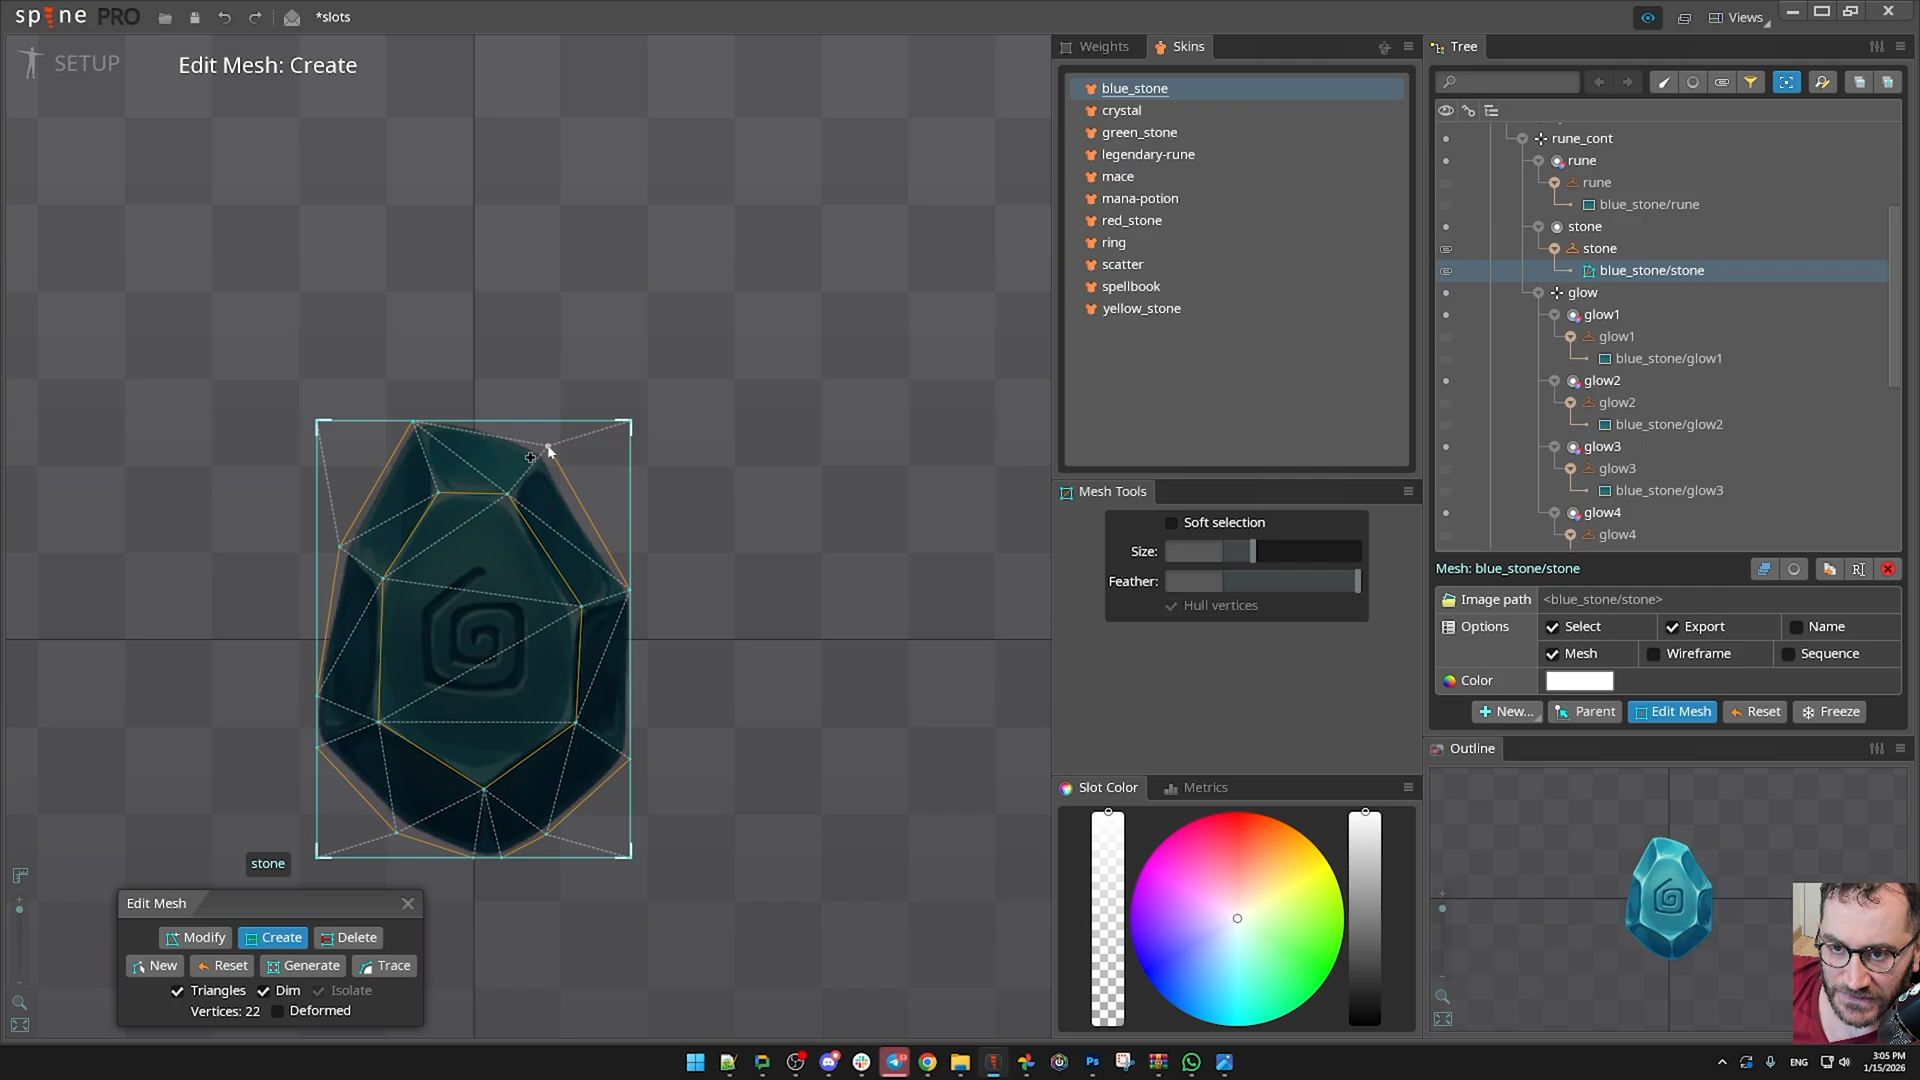 spine PRO
*slots
Views
SETUP
Edit Mesh: Create
stone
Edit Mesh
Modify
Create
Delete
New
Reset
Generate
Trace
Triangles
Dim
Isolate
Vertices: 22
Deformed
Weights
Skins
blue_stone
crystal
green_stone
legendary-rune
mace
mana-potion
red_stone
ring
scatter
spellbook
yellow_stone
Mesh Tools
Soft selection
Size:
Feather:
Hull vertices
Slot Color
Metrics
Tree
rune_cont
rune
rune
blue_stone/rune
stone
stone
blue_stone/stone
glow
glow1
glow1
blue_stone/glow1
glow2
glow2
blue_stone/glow2
glow3
glow3
blue_stone/glow3
glow4
glow4
Mesh: blue_stone/stone
Image path
<blue_stone/stone>
Options
Select
Export
Name
Mesh
Wireframe
Sequence
Color
New...
Parent
Edit Mesh
Reset
Freeze
Outline
ENG
3:05 PM
1/15/2026